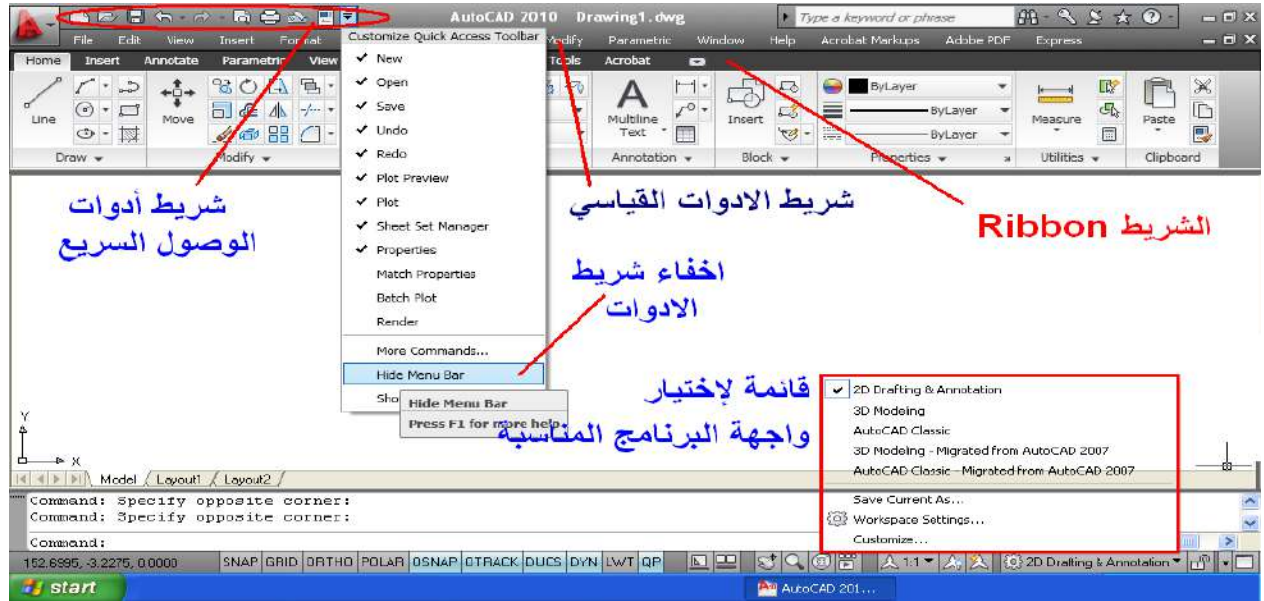 AutoCAD 2010 Drawing1.dwg
Type a keyword or phrase
File Edit View Insert Format Modify Parametric Window Help Acrobat Markups Adobe PDF Express
Customize Quick Access Toolbar
Home Insert Annotate Parametric View Tools Acrobat
New
Open
Save
Undo
Redo
Plot Preview
Plot
Sheet Set Manager
Properties
Match Properties
Batch Plot
Render
More Commands...
Hide Menu Bar
Sho
Hide Menu Bar
Press F1 for more help
Line
Move
Multiline
Text
Insert
ByLayer
ByLayer
ByLayer
Measure
Paste
Draw
Modify
Annotation
Block
Properties
Utilities
Clipboard
شريط أدوات
الوصول السريع
شريط الادوات القياسي
الشريط Ribbon
اخفاء شريط
الادوات
قائمة لإختيار
واجهة البرنامج المناسبة
2D Drafting & Annotation
3D Modeling
AutoCAD Classic
3D Modeling - Migrated from AutoCAD 2007
AutoCAD Classic - Migrated from AutoCAD 2007
Save Current As...
Workspace Settings...
Customize...
Y
X
Model Layout1 Layout2
Command: Specify opposite corner:
Command: Specify opposite corner:
Command:
152.6995, -3.2275, 0.0000 SNAP GRID ORTHO POLAR OSNAP OTRACK DUCS DYN LWT QP 1:1 2D Drafting & Annotation
start
AutoCAD 201...